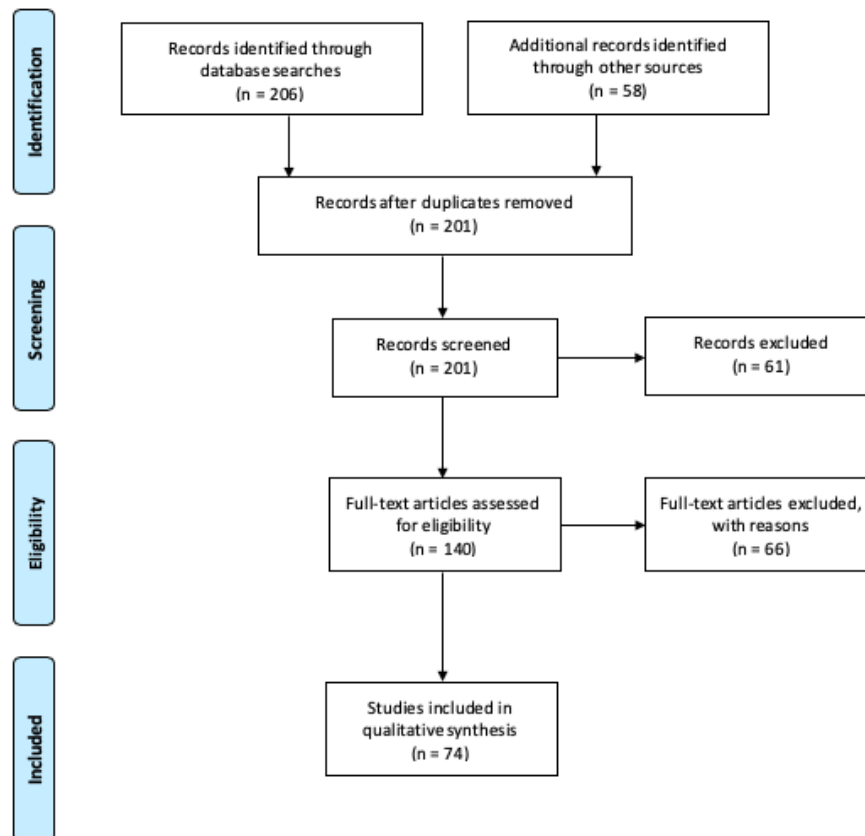 Identification
Records identified through
database searches
(n = 206)
Additional records identified
through other sources
(n = 58)
Records after duplicates removed
(n = 201)
Screening
Records screened
(n = 201)
Records excluded
(n = 61)
Eligibility
Full-text articles assessed
for eligibility
(n = 140)
Full-text articles excluded,
with reasons
(n = 66)
Included
Studies included in
qualitative synthesis
(n = 74)